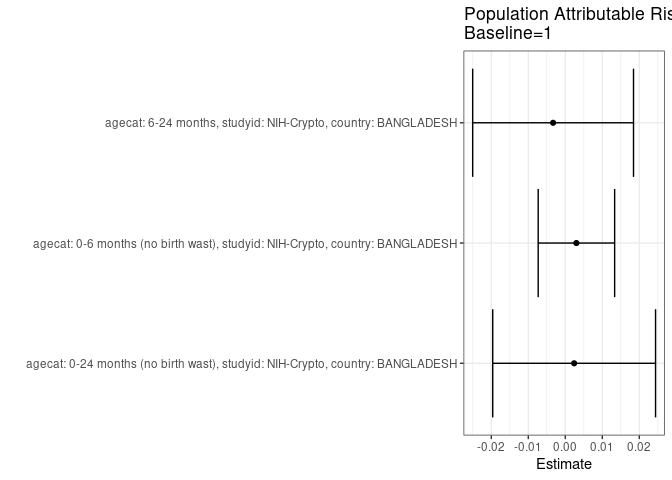 Population Attributable Ris
Baseline=1
agecat: 6-24 months, studyid: NIH-Crypto, country: BANGLADESH
agecat: 0-6 months (no birth wast), studyid: NIH-Crypto, country: BANGLADESH
agecat: 0-24 months (no birth wast), studyid: NIH-Crypto, country: BANGLADESH
-0.02 -0.01 0.00 0.01 0.02
Estimate